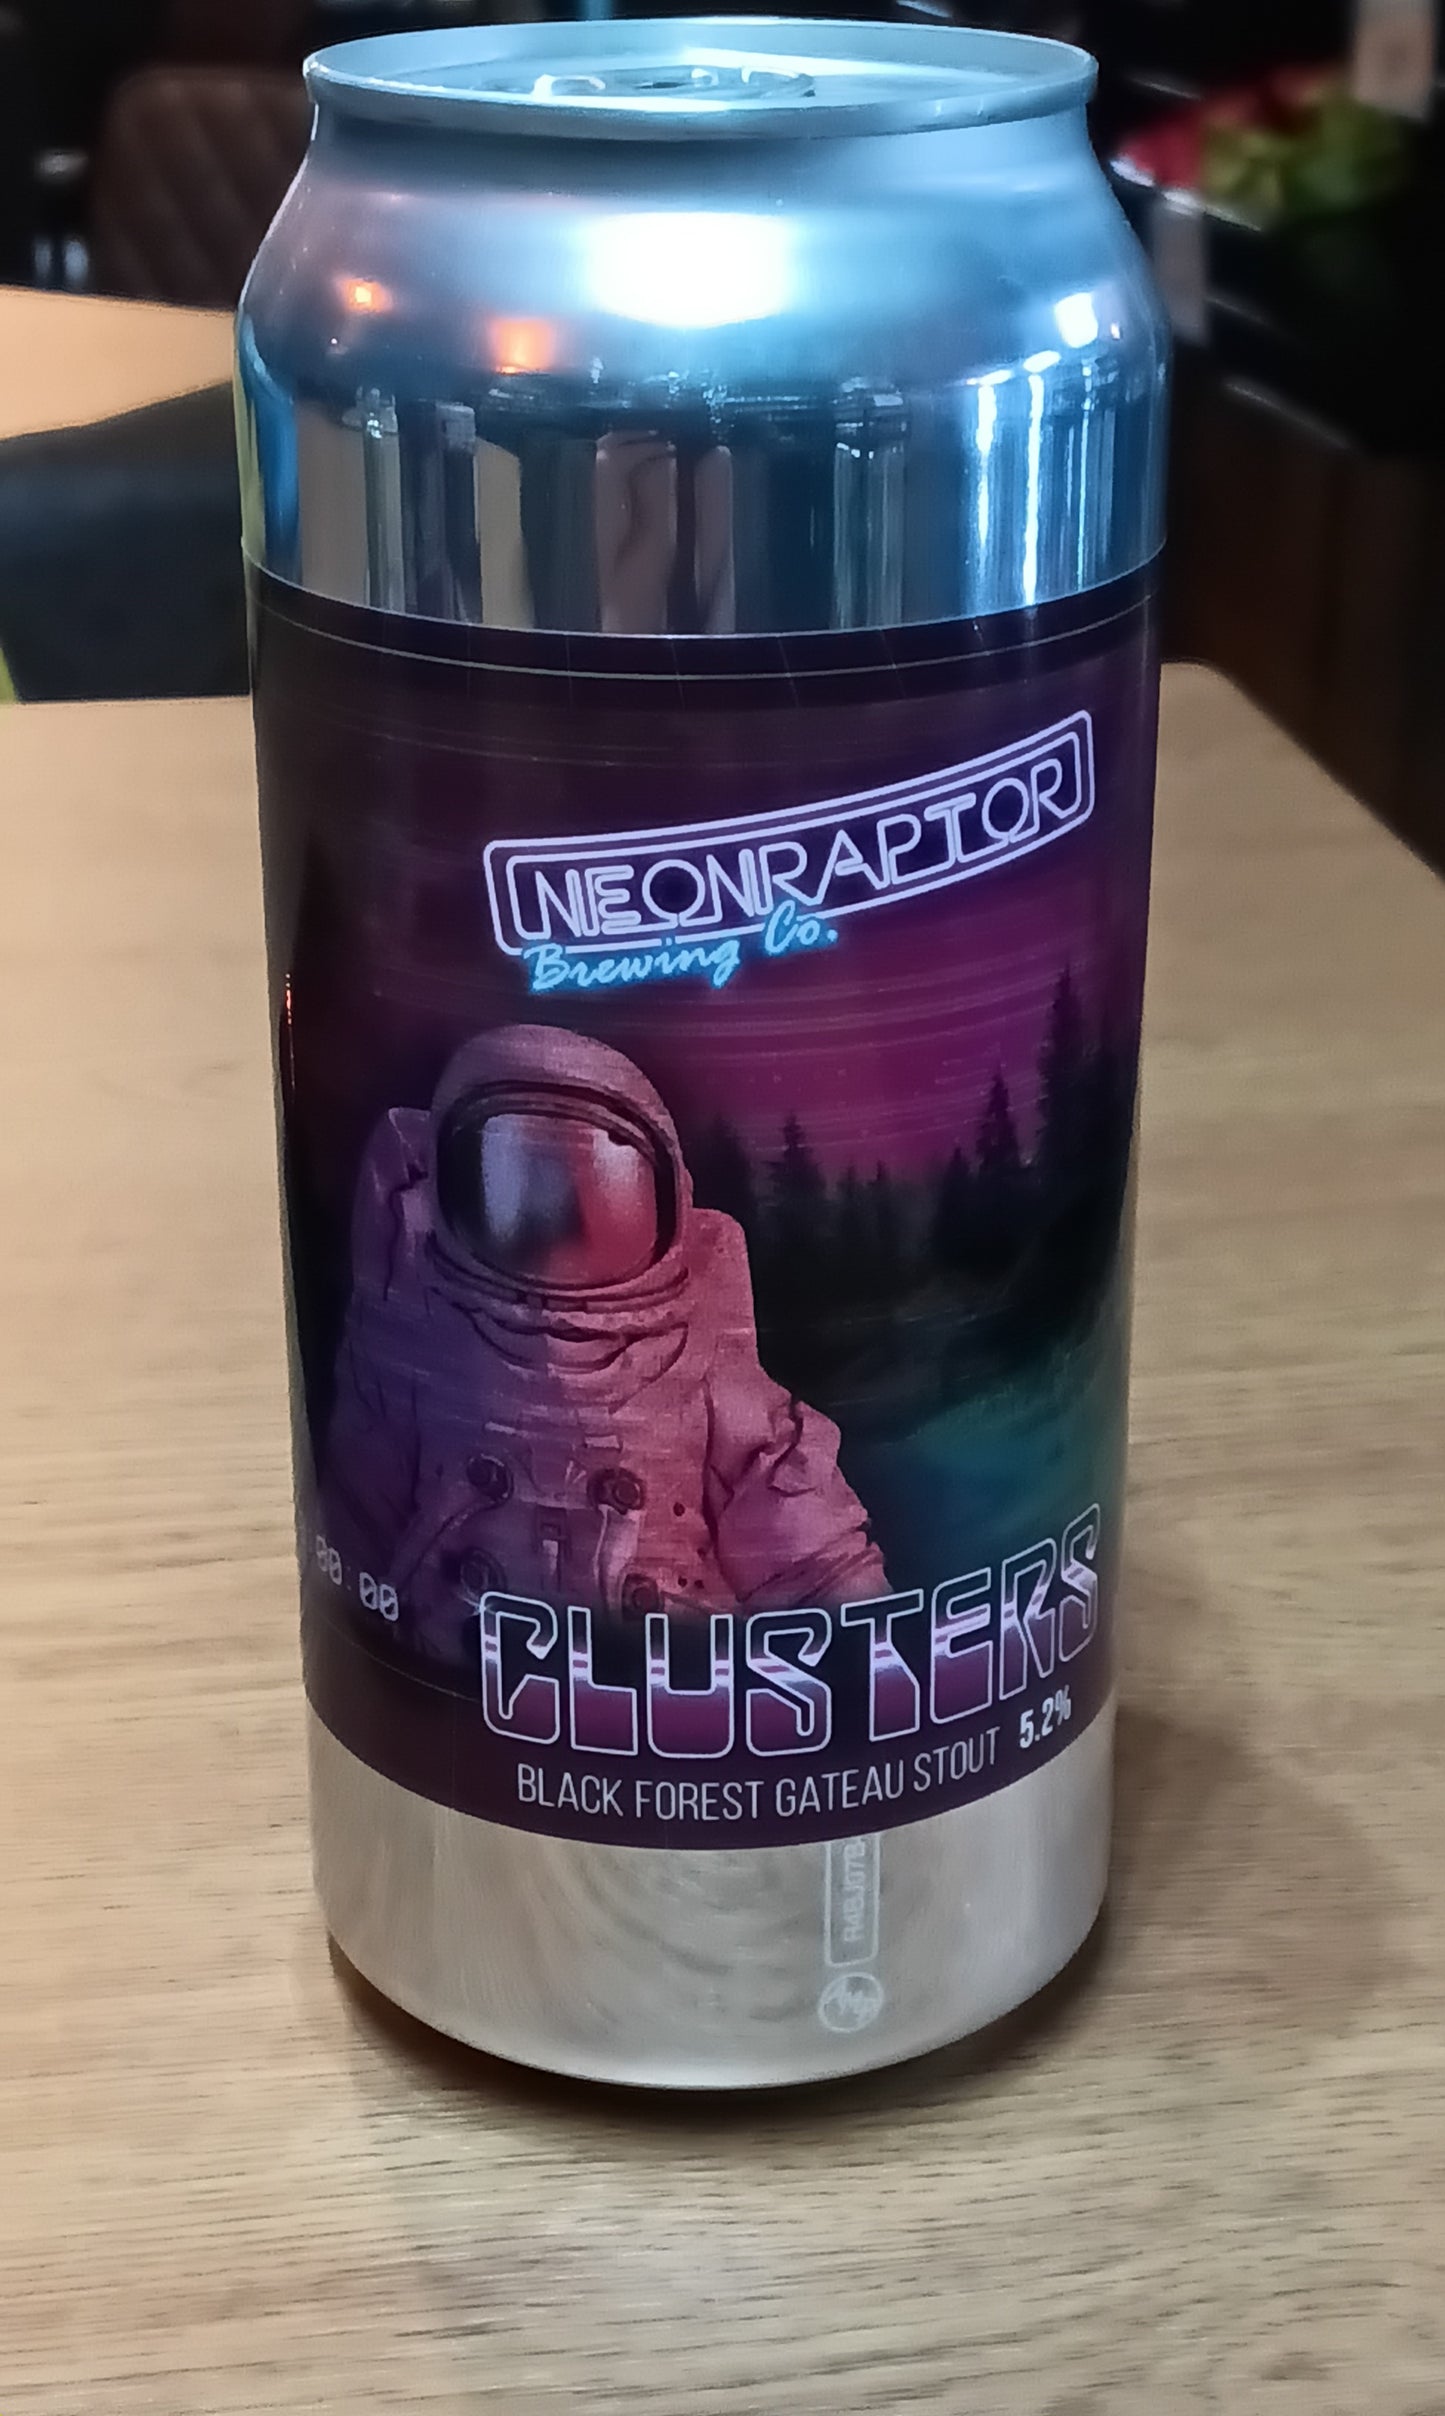 NEONRAPTOR
Brewing Co.
00:00
CLUSTERS
BLACK FOREST GATEAU STOUT 5.2%